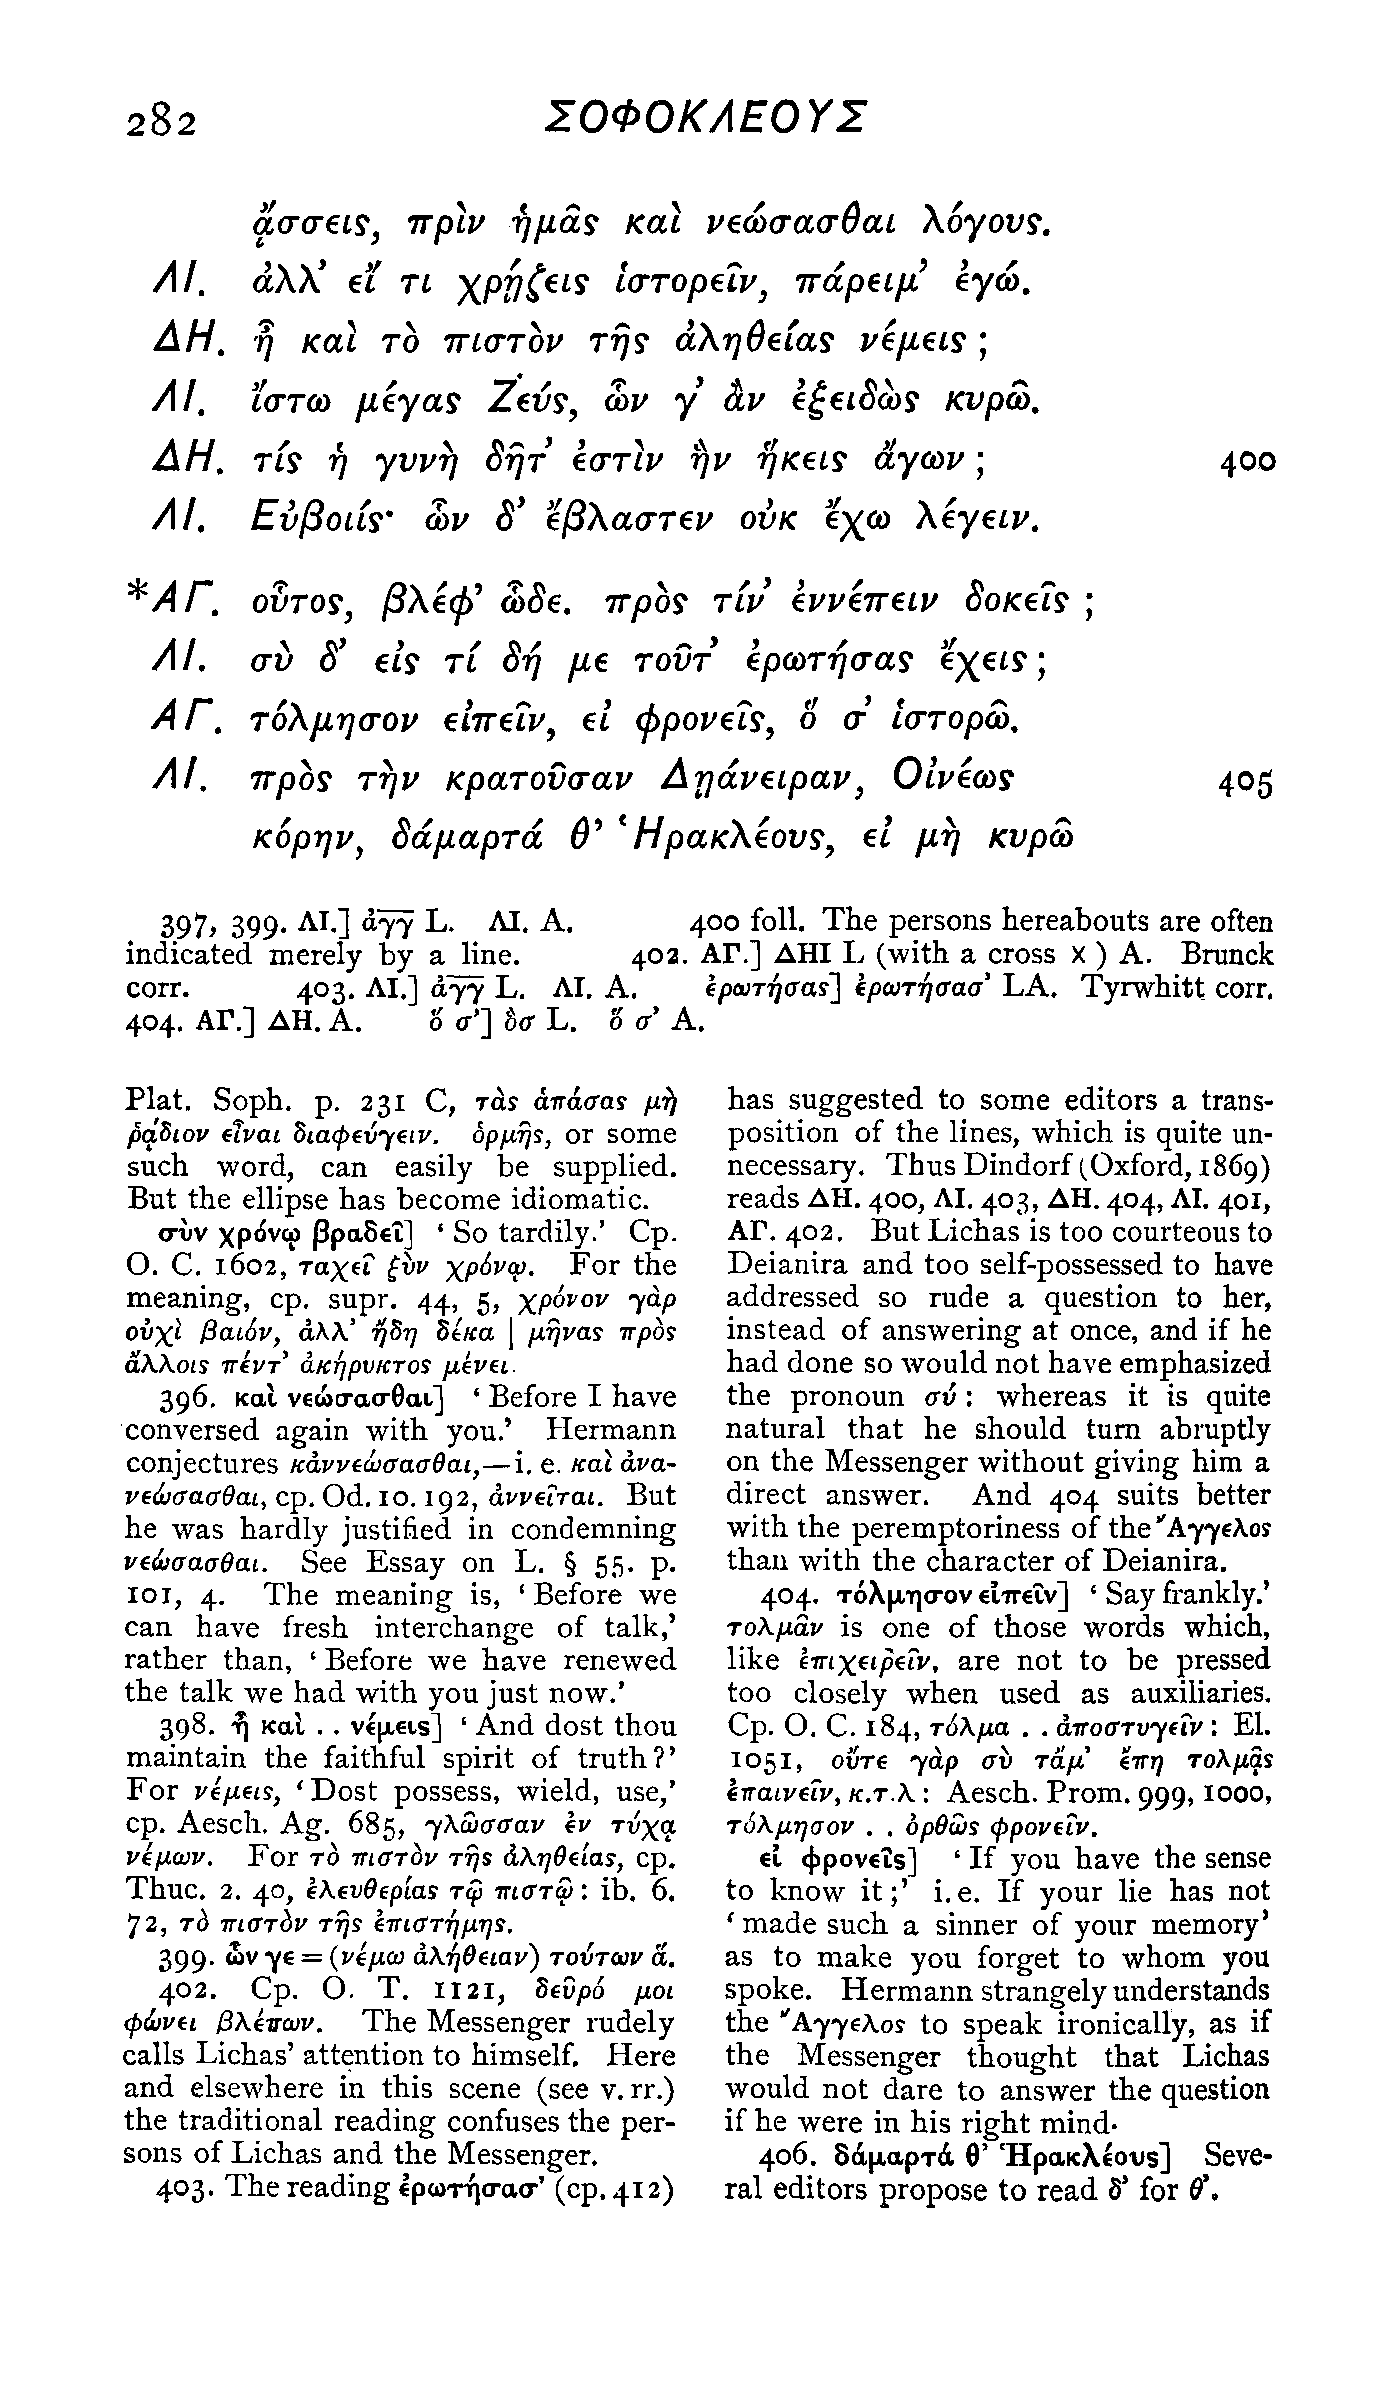 282
ΣΟΦΟΚΛΕΟΥΣ
ᾄσσεις, πρὶν ἡμᾶς καὶ νεώσασθαι λόγους.
ΛΙ. ἀλλ’ εἴ τι χρῄζεις ἱστορεῖν, πάρειμ’ ἐγώ.
ΔΗ. ἦ καὶ τὸ πιστὸν τῆς ἀληθείας νέμεις ;
ΛΙ. ἴστω μέγας Ζεύς, ὧν γ’ ἂν ἐξειδὼς κυρῶ.
ΔΗ. τίς ἡ γυνὴ δῆτ’ ἐστὶν ἣν ἥκεις ἄγων ; 400
ΛΙ. Εὐβοιίς· ὧν δ’ ἔβλαστεν οὐκ ἔχω λέγειν.
*ΑΓ. οὗτος, βλέφ’ ὧδε. πρὸς τίν’ ἐννέπειν δοκεῖς ;
ΛΙ. σὺ δ’ εἰς τί δή με τοῦτ’ ἐρωτήσας ἔχεις ;
ΑΓ. τόλμησον εἰπεῖν, εἰ φρονεῖς, ὅ σ’ ἱστορῶ.
ΛΙ. πρὸς τὴν κρατοῦσαν Δῃάνειραν, Οἰνέως 405
κόρην, δάμαρτά θ’ Ἡρακλέους, εἰ μὴ κυρῶ
397, 399. ΛΙ.] ἀγγ L. ΛΙ. A. 400 foll. The persons hereabouts are often
indicated merely by a line. 402. ΑΓ.] ΔΗΙ L (with a cross x ) A. Brunck
corr. 403. ΛΙ.] ἀγγ L. ΛΙ. A. ἐρωτήσας] ἐρωτήσασ’ LA. Tyrwhitt corr.
404. ΑΓ.] ΔΗ. A. ὅ σ’] ὃσ L. ὅ σ’ A.
Plat. Soph. p. 231 C, τὰς ἁπάσας μὴ
ῥᾴδιον εἶναι διαφεύγειν. ὁρμῆς, or some
such word, can easily be supplied.
But the ellipse has become idiomatic.
σὺν χρόνῳ βραδεῖ] ‘ So tardily.’ Cp.
O. C. 1602, ταχεῖ ξὺν χρόνῳ. For the
meaning, cp. supr. 44, 5, χρόνον γὰρ
οὐχὶ βαιόν, ἀλλ’ ἤδη δέκα | μῆνας πρὸς
ἄλλοις πέντ’ ἀκήρυκτος μένει.
396. καὶ νεώσασθαι] ‘ Before I have
conversed again with you.’ Hermann
conjectures κἀννεώσασθαι,—i. e. καὶ ἀνα-
νεώσασθαι, cp. Od. 10. 192, ἀννεῖται. But
he was hardly justified in condemning
νεώσασθαι. See Essay on L. § 55. p.
101, 4. The meaning is, ‘ Before we
can have fresh interchange of talk,’
rather than, ‘ Before we have renewed
the talk we had with you just now.’
398. ἦ καὶ . . νέμεις] ‘ And dost thou
maintain the faithful spirit of truth ?’
For νέμεις, ‘ Dost possess, wield, use,’
cp. Aesch. Ag. 685, γλῶσσαν ἐν τύχᾳ
νέμων. For τὸ πιστὸν τῆς ἀληθείας, cp.
Thuc. 2. 40, ἐλευθερίας τῷ πιστῷ : ib. 6.
72, τὸ πιστὸν τῆς ἐπιστήμης.
399. ὧν γε = (νέμω ἀλήθειαν) τούτων ἅ.
402. Cp. O. T. 1121, δεῦρό μοι
φώνει βλέπων. The Messenger rudely
calls Lichas’ attention to himself. Here
and elsewhere in this scene (see v. rr.)
the traditional reading confuses the per-
sons of Lichas and the Messenger.
403. The reading ἐρωτήσασ’ (cp. 412)
has suggested to some editors a trans-
position of the lines, which is quite un-
necessary. Thus Dindorf (Oxford, 1869)
reads ΔΗ. 400, ΛΙ. 403, ΔΗ. 404, ΛΙ. 401,
ΑΓ. 402. But Lichas is too courteous to
Deianira and too self-possessed to have
addressed so rude a question to her,
instead of answering at once, and if he
had done so would not have emphasized
the pronoun σύ : whereas it is quite
natural that he should turn abruptly
on the Messenger without giving him a
direct answer. And 404 suits better
with the peremptoriness of the Ἄγγελος
than with the character of Deianira.
404. τόλμησον εἰπεῖν] ‘ Say frankly.’
τολμᾶν is one of those words which,
like ἐπιχειρεῖν, are not to be pressed
too closely when used as auxiliaries.
Cp. O. C. 184, τόλμα . . ἀποστυγεῖν : El.
1051, οὔτε γὰρ σὺ τἄμ’ ἔπη τολμᾷς
ἐπαινεῖν, κ.τ.λ : Aesch. Prom. 999, 1000,
τόλμησον . . ὀρθῶς φρονεῖν.
εἰ φρονεῖς] ‘ If you have the sense
to know it ;’ i. e. If your lie has not
‘ made such a sinner of your memory’
as to make you forget to whom you
spoke. Hermann strangely understands
the Ἄγγελος to speak ironically, as if
the Messenger thought that Lichas
would not dare to answer the question
if he were in his right mind.
406. δάμαρτά θ’ Ἡρακλέους] Seve-
ral editors propose to read δ’ for θ’.